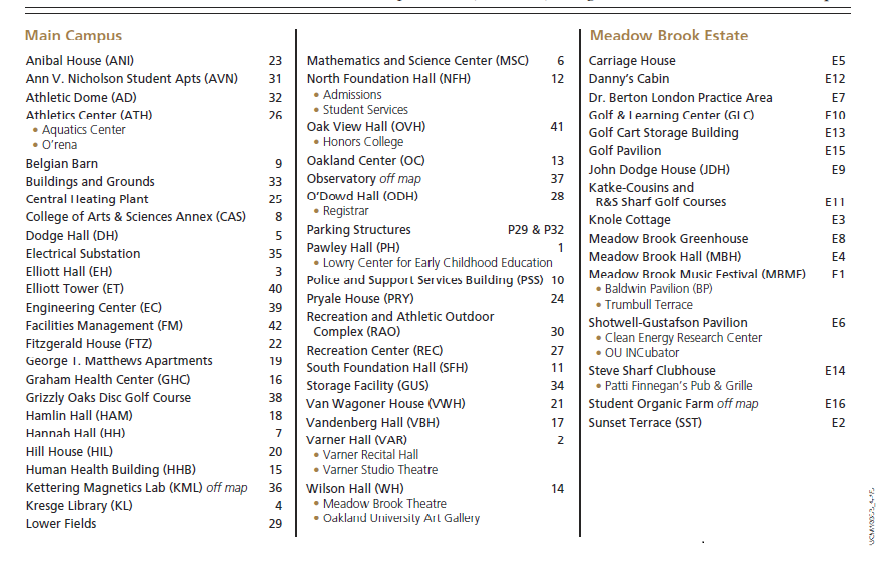 Main Campus
Anibal House (ANI) 23
Ann V. Nicholson Student Apts (AVN) 31
Athletic Dome (AD) 32
Athletics Center (ATH) 26
• Aquatics Center
• O'rena
Belgian Barn 9
Buildings and Grounds 33
Central Heating Plant 25
College of Arts & Sciences Annex (CAS) 8
Dodge Hall (DH) 5
Electrical Substation 35
Elliott Hall (EH) 3
Elliott Tower (ET) 40
Engineering Center (EC) 39
Facilities Management (FM) 42
Fitzgerald House (FTZ) 22
George T. Matthews Apartments 19
Graham Health Center (GHC) 16
Grizzly Oaks Disc Golf Course 38
Hamlin Hall (HAM) 18
Hannah Hall (HH) 7
Hill House (HIL) 20
Human Health Building (HHB) 15
Kettering Magnetics Lab (KML) off map 36
Kresge Library (KL) 4
Lower Fields 29
Mathematics and Science Center (MSC) 6
North Foundation Hall (NFH) 12
• Admissions
• Student Services
Oak View Hall (OVH) 41
• Honors College
Oakland Center (OC) 13
Observatory off map 37
O'Dowd Hall (ODH) 28
• Registrar
Parking Structures P29 & P32
Pawley Hall (PH) 1
• Lowry Center for Early Childhood Education
Police and Support Services Building (PSS) 10
Pryale House (PRY) 24
Recreation and Athletic Outdoor
Complex (RAO) 30
Recreation Center (REC) 27
South Foundation Hall (SFH) 11
Storage Facility (GUS) 34
Van Wagoner House (VWH) 21
Vandenberg Hall (VBH) 17
Varner Hall (VAR) 2
• Varner Recital Hall
• Varner Studio Theatre
Wilson Hall (WH) 14
• Meadow Brook Theatre
• Oakland University Art Gallery
Meadow Brook Estate
Carriage House E5
Danny's Cabin E12
Dr. Berton London Practice Area E7
Golf & Learning Center (GLC) E10
Golf Cart Storage Building E13
Golf Pavilion E15
John Dodge House (JDH) E9
Katke-Cousins and
R&S Sharf Golf Courses E11
Knole Cottage E3
Meadow Brook Greenhouse E8
Meadow Brook Hall (MBH) E4
Meadow Brook Music Festival (MBMF) E1
• Baldwin Pavilion (BP)
• Trumbull Terrace
Shotwell-Gustafson Pavilion E6
• Clean Energy Research Center
• OU INCubator
Steve Sharf Clubhouse E14
• Patti Finnegan's Pub & Grille
Student Organic Farm off map E16
Sunset Terrace (SST) E2